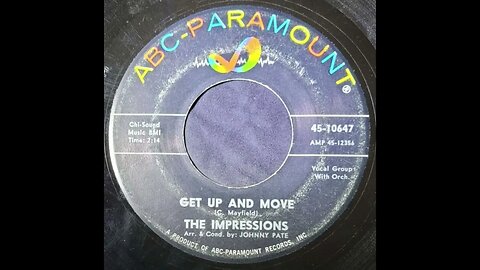 ABC-PARAMOUNT®
Chi-Sound
Music BMI
Time: 2:14
45-10647
AMP 45-12356
Vocal Group
With Orch.
GET UP AND MOVE
(C. Mayfield)
THE IMPRESSIONS
Arr. & Cond. by: JOHNNY PATE
A PRODUCT OF ABC-PARAMOUNT RECORDS, INC.